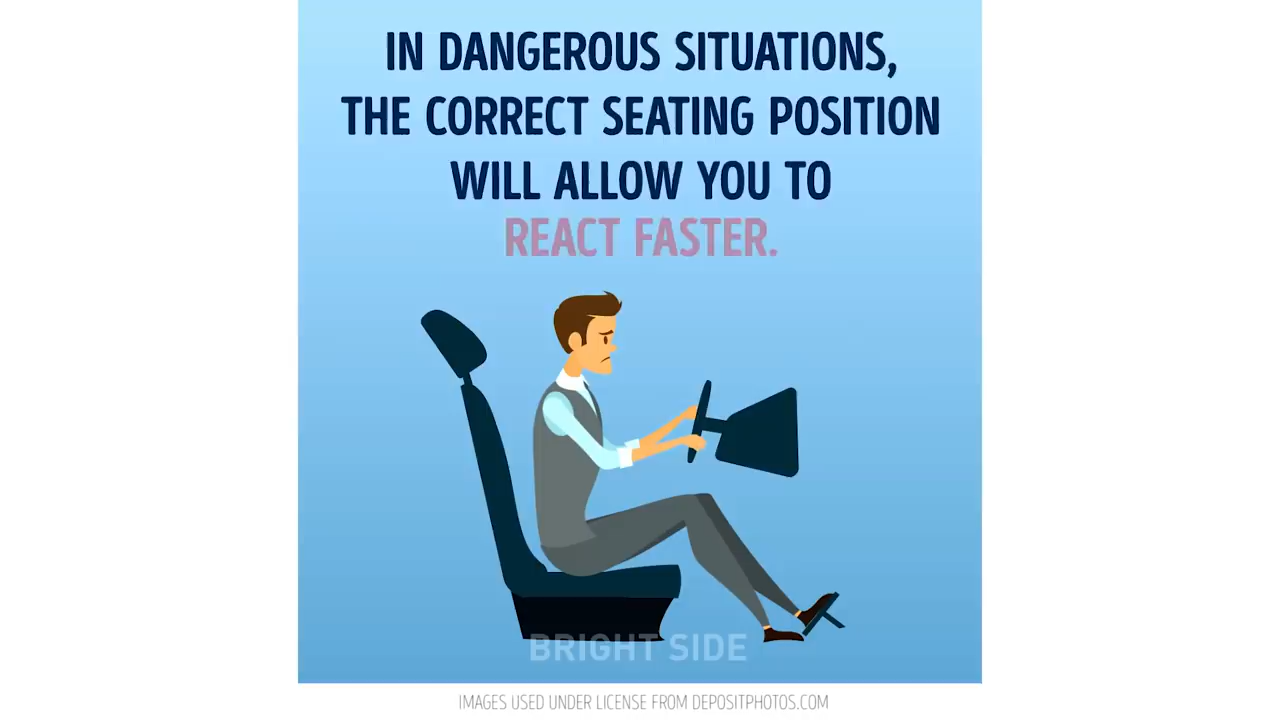 IN DANGEROUS SITUATIONS,
THE CORRECT SEATING POSITION
WILL ALLOW YOU TO
REACT FASTER.
BRIGHT SIDE
IMAGES USED UNDER LICENSE FROM DEPOSITPHOTOS.COM